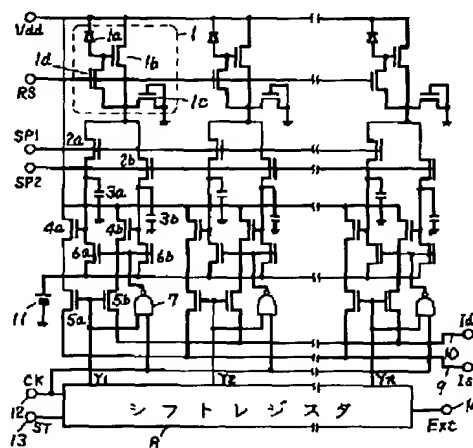 Vdd
1d
1a
1
1b
RS
1c
SP1
2a
2b
SP2
3a
3b
4a
4b
6a
6b
11
5a
5b
7
Id
10
Is
9
CK
12
Y1
Y2
Yn
ST
13
シフトレジスタ
14
Ext
8